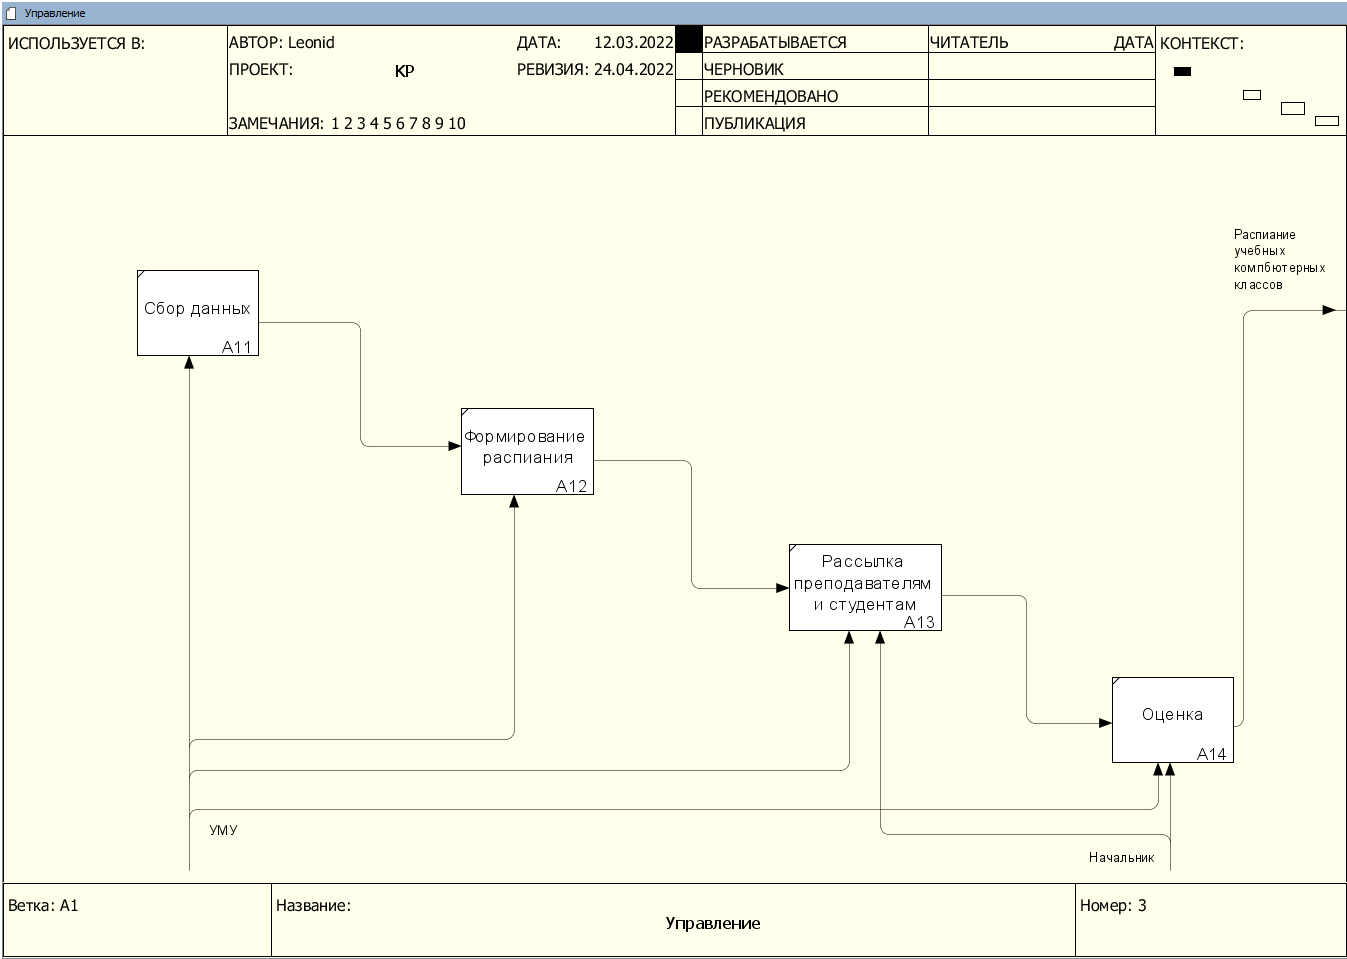 Управление
ИСПОЛЬЗУЕТСЯ В:
АВТОР: Leonid
ДАТА: 12.03.2022
ПРОЕКТ: KP
РЕВИЗИЯ: 24.04.2022
ЗАМЕЧАНИЯ: 1 2 3 4 5 6 7 8 9 10
РАЗРАБАТЫВАЕТСЯ
ЧЕРНОВИК
РЕКОМЕНДОВАНО
ПУБЛИКАЦИЯ
ЧИТАТЕЛЬ ДАТА
КОНТЕКСТ:
Распиание
учебных
компбютерных
классов
Сбор данных
A11
Формирование
распиания
A12
Рассылка
преподавателям
и студентам
A13
Оценка
A14
УМУ
Начальник
Ветка: A1
Название:
Управление
Номер: 3